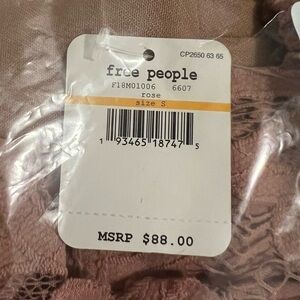 CP2650 63 65
free people
F18M01006 6607
rose
size S
1 93465 18747 5
MSRP $88.00